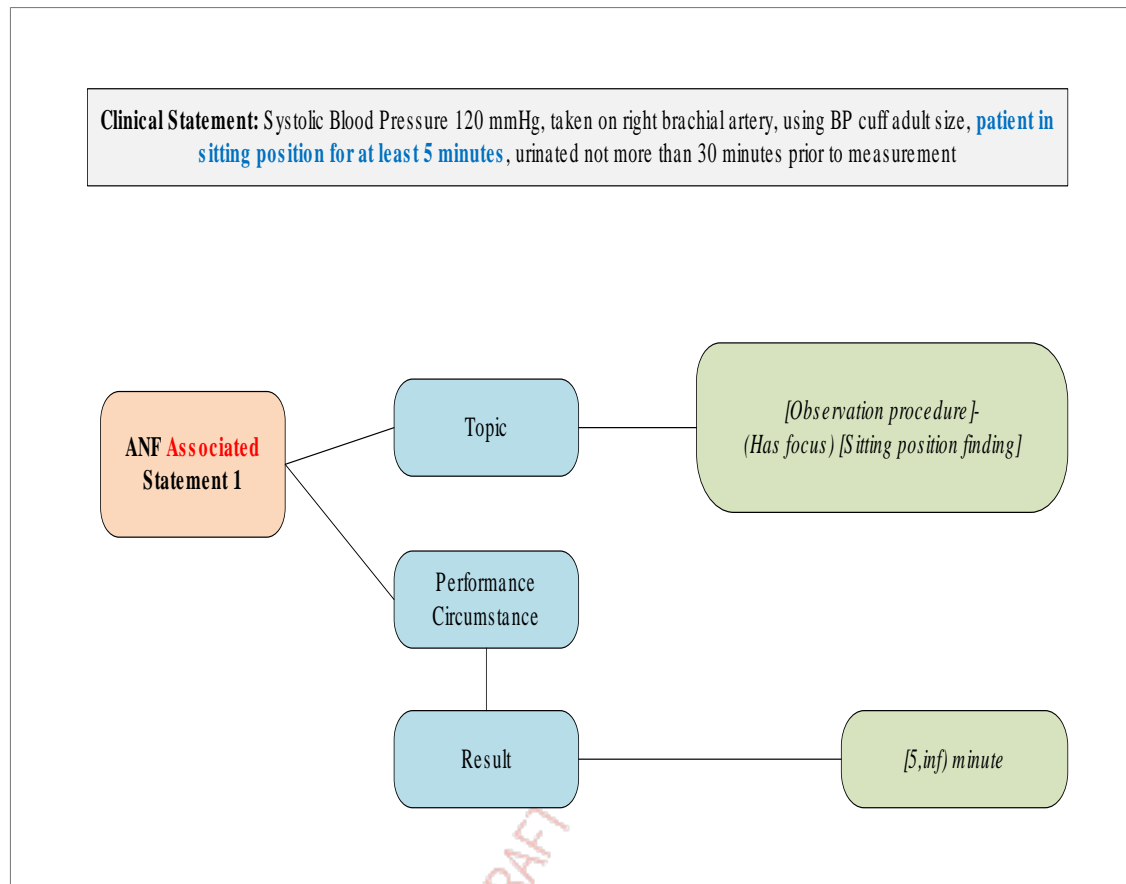 Clinical Statement: Systolic Blood Pressure 120 mmHg, taken on right brachial artery, using BP cuff adult size, patient in
sitting position for at least 5 minutes, urinated not more than 30 minutes prior to measurement
[Observation procedure]-
(Has focus) [Sitting position finding]
Topic
ANF Associated
Statement 1
Performance
Circumstance
Result
[5,inf) minute